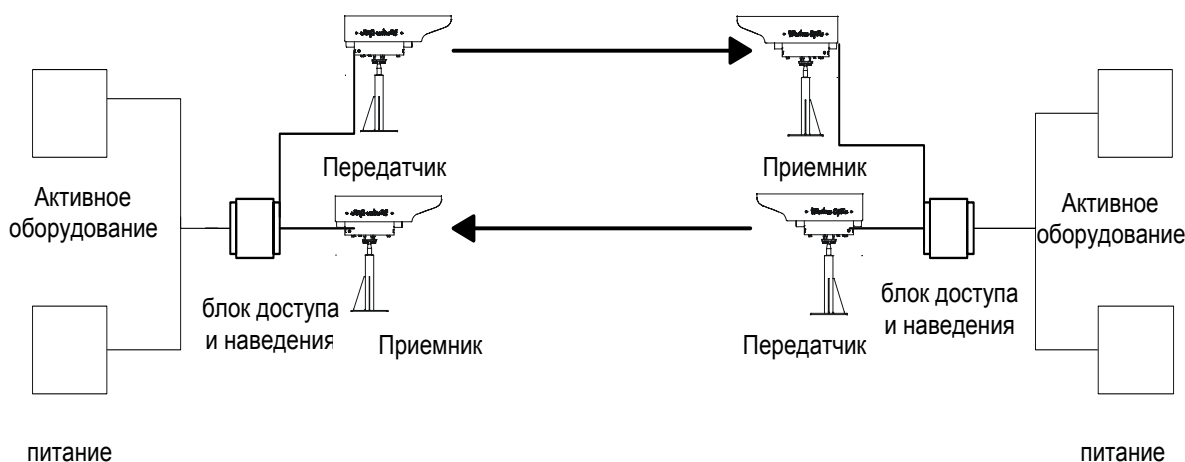 Передатчик
Приемник
Активное
оборудование
Активное
оборудование
блок доступа
и наведения
Приемник
Передатчик
блок доступа
и наведения
питание
питание